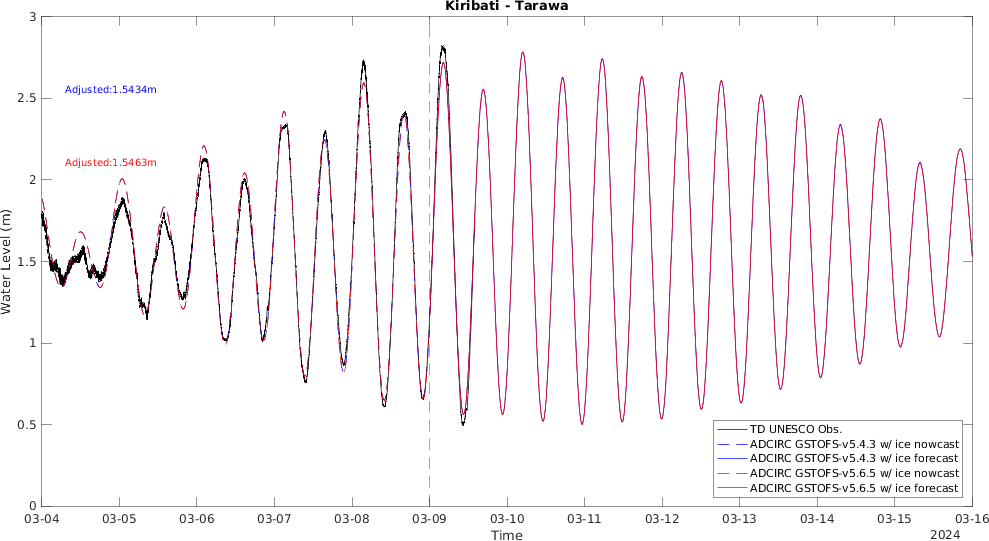 Kiribati - Tarawa
3
2.5
2
1.5
1
0.5
0
Water Level (m)
Adjusted:1.5434m
Adjusted:1.5463m
TD UNESCO Obs.
ADCIRC GSTOFS-v5.4.3 w/ ice nowcast
ADCIRC GSTOFS-v5.4.3 w/ ice forecast
ADCIRC GSTOFS-v5.6.5 w/ ice nowcast
ADCIRC GSTOFS-v5.6.5 w/ ice forecast
03-04 03-05 03-06 03-07 03-08 03-09 03-10 03-11 03-12 03-13 03-14 03-15 03-16
Time
2024